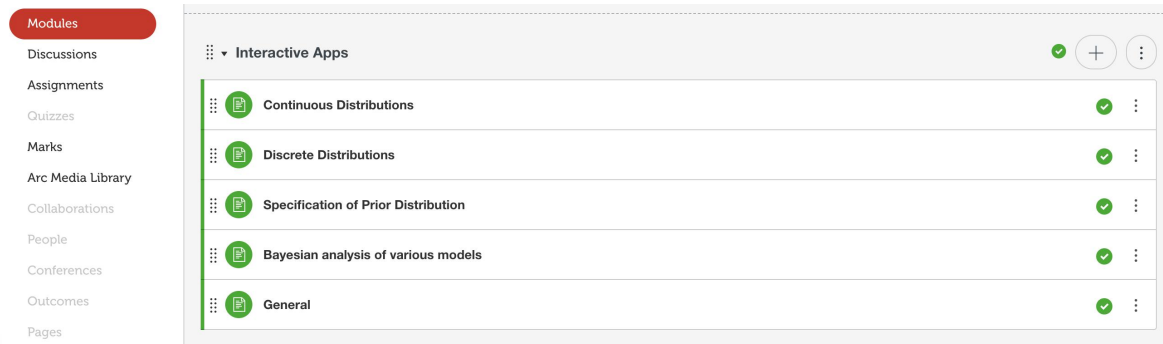 Modules
Discussions
Assignments
Quizzes
Marks
Arc Media Library
Collaborations
People
Conferences
Outcomes
Pages
Interactive Apps
Continuous Distributions
Discrete Distributions
Specification of Prior Distribution
Bayesian analysis of various models
General